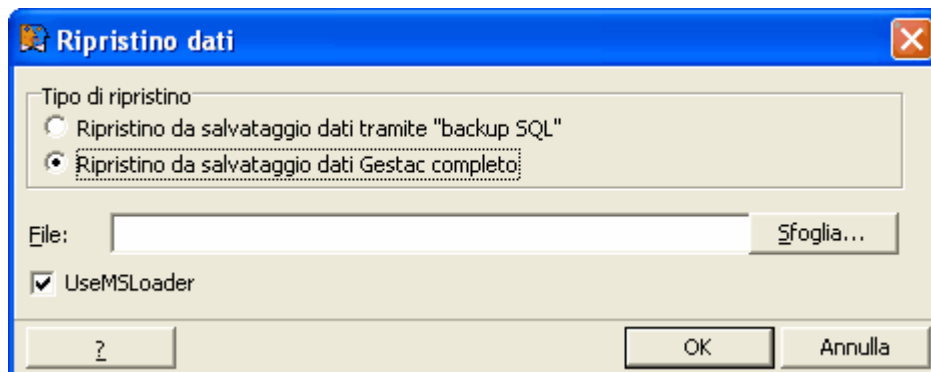 Ripristino dati
Tipo di ripristino
Ripristino da salvataggio dati tramite "backup SQL"
Ripristino da salvataggio dati Gestac completo
File:
Sfoglia...
UseMSLoader
?
OK
Annulla